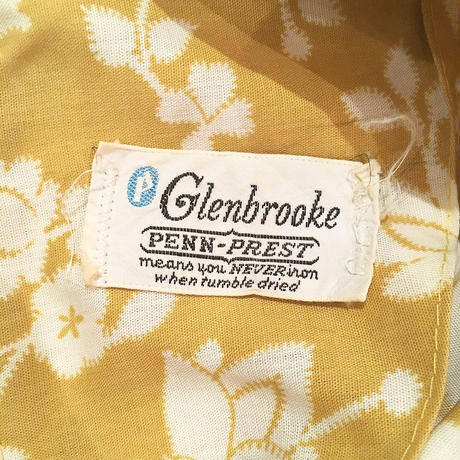 P Glenbrooke
PENN-PREST
means you NEVER iron
when tumble dried